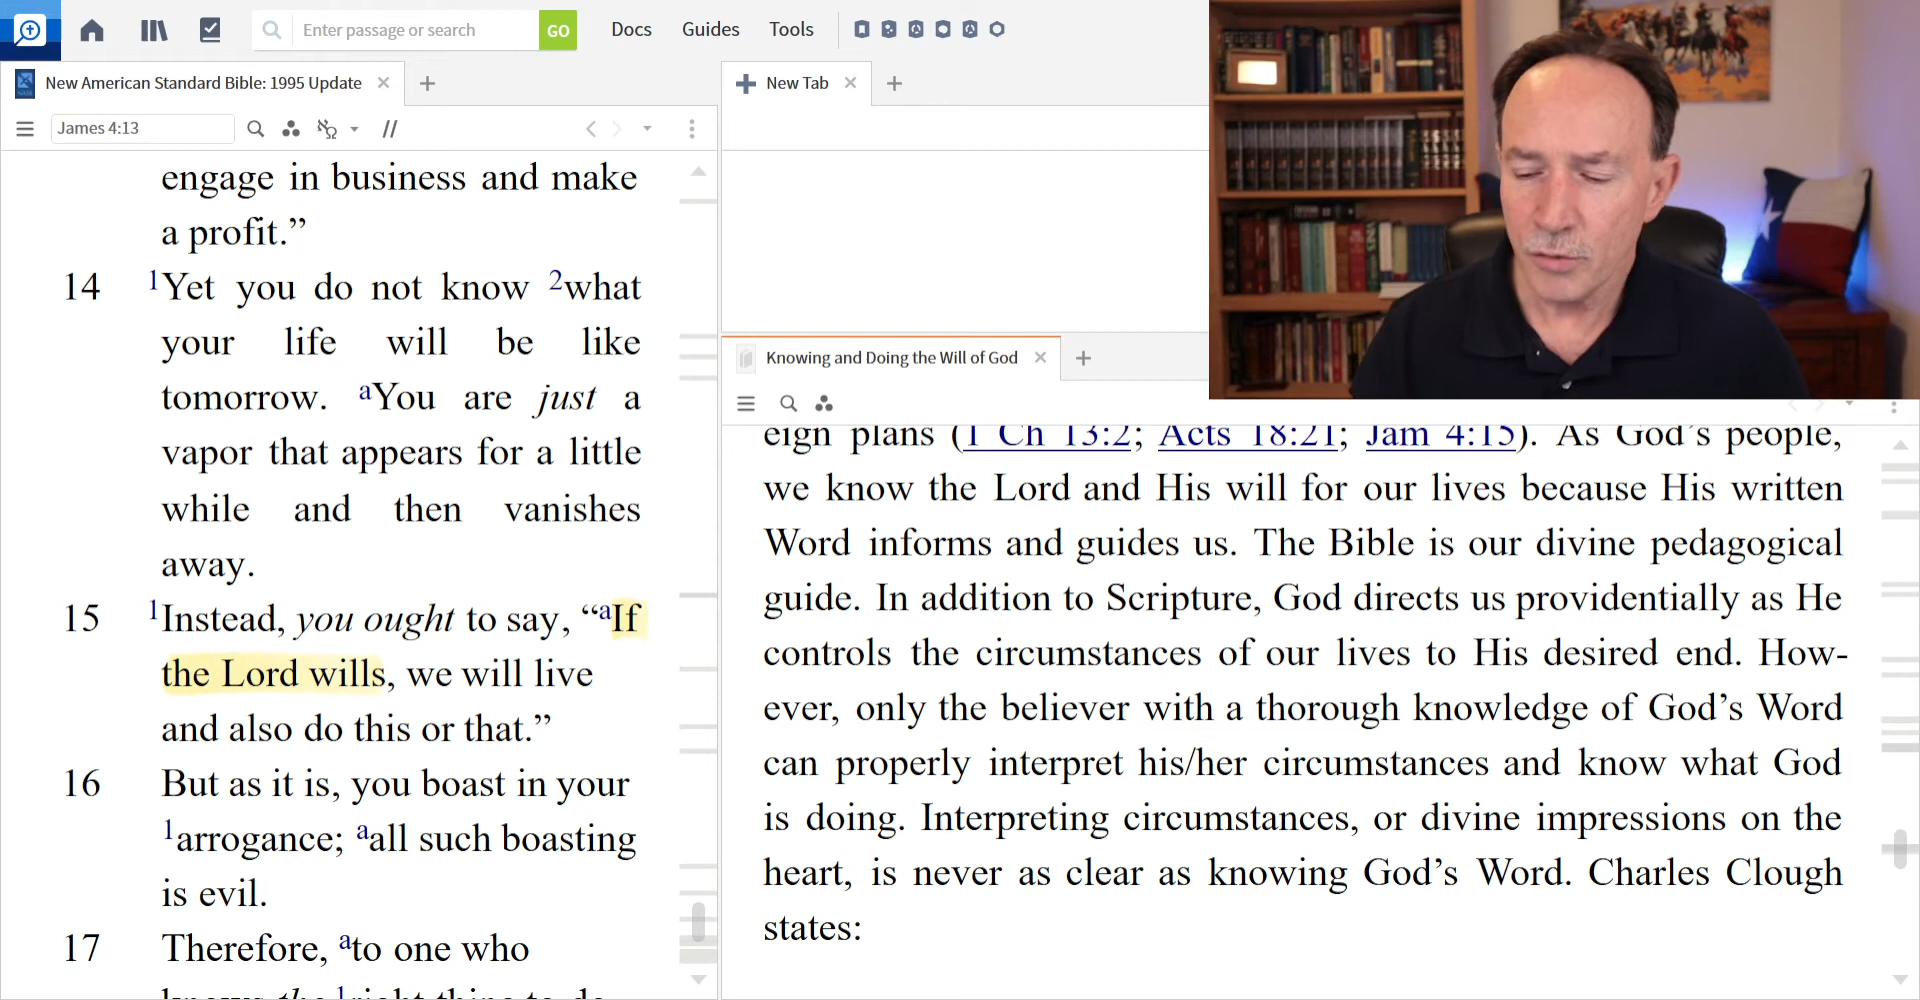 Enter passage or search
GO
Docs
Guides
Tools
New American Standard Bible: 1995 Update
James 4:13
engage in business and make
a profit.”
14 1Yet you do not know 2what
your life will be like
tomorrow. aYou are just a
vapor that appears for a little
while and then vanishes
away.
15 1Instead, you ought to say, “aIf
the Lord wills, we will live
and also do this or that.”
16 But as it is, you boast in your
1arrogance; aall such boasting
is evil.
17 Therefore, ato one who
knows the 1right thing to do
New Tab
Knowing and Doing the Will of God
eign plans (1 Ch 13:2; Acts 18:21; Jam 4:15). As God’s people,
we know the Lord and His will for our lives because His written
Word informs and guides us. The Bible is our divine pedagogical
guide. In addition to Scripture, God directs us providentially as He
controls the circumstances of our lives to His desired end. How-
ever, only the believer with a thorough knowledge of God’s Word
can properly interpret his/her circumstances and know what God
is doing. Interpreting circumstances, or divine impressions on the
heart, is never as clear as knowing God’s Word. Charles Clough
states: